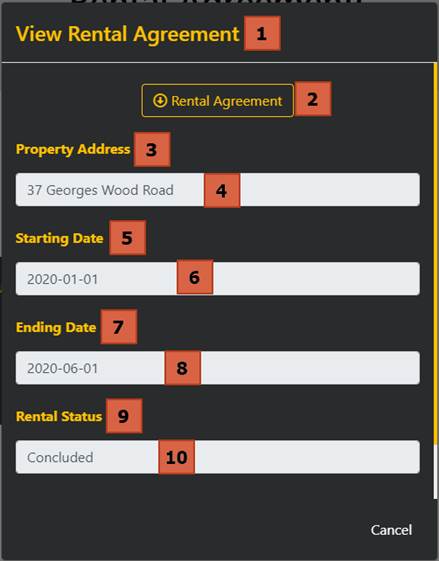 View Rental Agreement 1
Rental Agreement 2
Property Address 3
37 Georges Wood Road 4
Starting Date 5
2020-01-01 6
Ending Date 7
2020-06-01 8
Rental Status 9
Concluded 10
Cancel